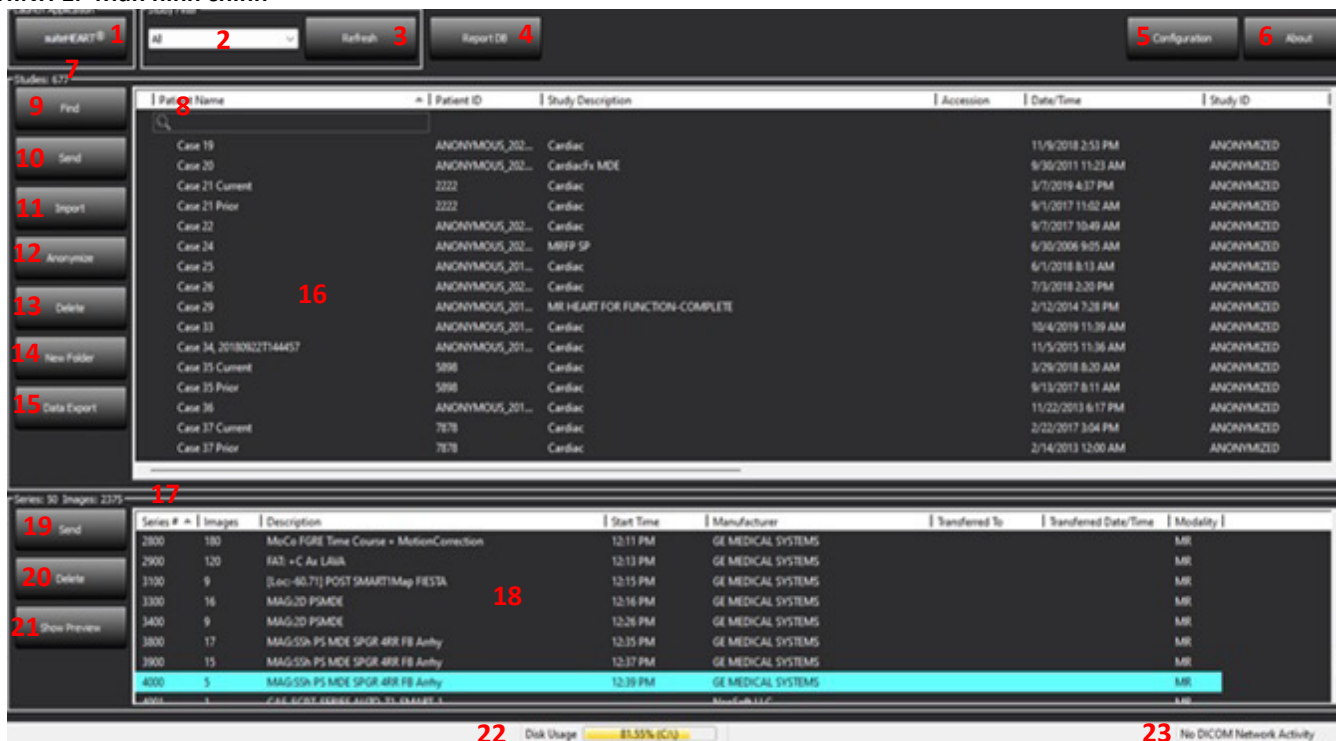 suiteHEART® 1 All 2 Refresh 3 Report DB 4 5 Configuration 6 About
7
Studies: 677
9 Find
10 Send
11 Import
12 Anonymize
13 Delete
14 New Folder
15 Data Export
Patient Name 8 Patient ID Study Description Accession Date/Time Study ID
Case 19 ANONYMOUS_202... Cardiac 11/9/2018 2:53 PM ANONYMIZED
Case 20 ANONYMOUS_202... CardiacFx MDE 9/30/2011 11:23 AM ANONYMIZED
Case 21 Current 2222 Cardiac 3/7/2019 4:37 PM ANONYMIZED
Case 21 Prior 2222 Cardiac 9/1/2017 11:02 AM ANONYMIZED
Case 22 ANONYMOUS_202... Cardiac 9/7/2017 10:49 AM ANONYMIZED
Case 24 ANONYMOUS_202... MRFP SP 6/30/2006 9:05 AM ANONYMIZED
Case 25 ANONYMOUS_201... Cardiac 6/1/2018 8:13 AM ANONYMIZED
Case 26 ANONYMOUS_202... Cardiac 7/3/2018 2:20 PM ANONYMIZED
16
Case 29 ANONYMOUS_201... MR HEART FOR FUNCTION-COMPLETE 2/12/2014 7:28 PM ANONYMIZED
Case 33 ANONYMOUS_201... Cardiac 10/4/2019 11:39 AM ANONYMIZED
Case 34, 20180922T144457 ANONYMOUS_201... Cardiac 11/5/2015 11:36 AM ANONYMIZED
Case 35 Current 5898 Cardiac 3/29/2018 8:20 AM ANONYMIZED
Case 35 Prior 5898 Cardiac 9/13/2017 8:11 AM ANONYMIZED
Case 36 ANONYMOUS_201... Cardiac 11/22/2013 6:17 PM ANONYMIZED
Case 37 Current 7878 Cardiac 2/22/2017 3:04 PM ANONYMIZED
Case 37 Prior 7878 Cardiac 2/14/2013 12:00 AM ANONYMIZED
Series: 50 Images: 2375 17
19 Send
20 Delete
21 Show Preview
Series # Images Description Start Time Manufacturer Transferred To Transferred Date/Time Modality
2800 180 MoCo FGRE Time Course + MotionCorrection 12:11 PM GE MEDICAL SYSTEMS MR
2900 120 FAT: +C Ax LAVA 12:13 PM GE MEDICAL SYSTEMS MR
3100 9 [Loc:-60.71] POST SMART1Map FIESTA 12:15 PM GE MEDICAL SYSTEMS MR
18
3300 16 MAG:2D PSMDE 12:16 PM GE MEDICAL SYSTEMS MR
3400 9 MAG:2D PSMDE 12:26 PM GE MEDICAL SYSTEMS MR
3800 17 MAG:SSh PS MDE SPGR 4RR FB Arrhy 12:35 PM GE MEDICAL SYSTEMS MR
3900 15 MAG:SSh PS MDE SPGR 4RR FB Arrhy 12:37 PM GE MEDICAL SYSTEMS MR
4000 5 MAG:SSh PS MDE SPGR 4RR FB Arrhy 12:39 PM GE MEDICAL SYSTEMS MR
22 Disk Usage 81.55% (C:\) 23 No DICOM Network Activity